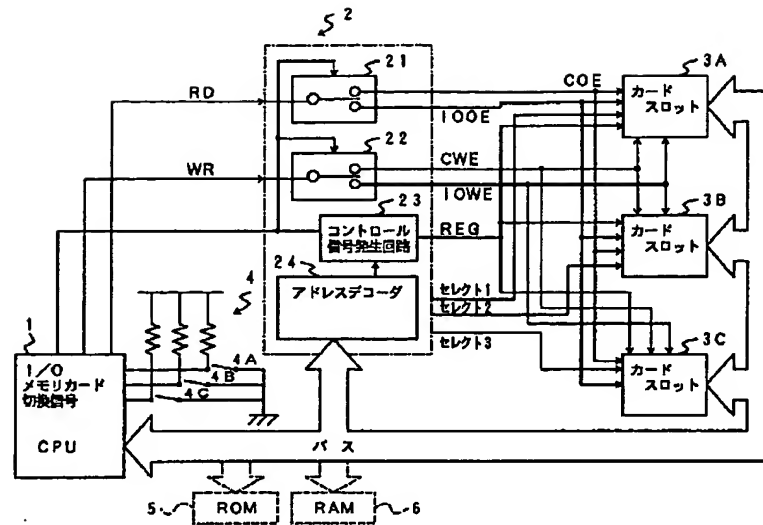 2
21
RD
COE
IOOE
3A
カード
スロット
22
WR
CWE
IOWE
23
コントロール
信号発生回路
REG
3B
カード
スロット
24
アドレスデコーダ
セレクト1
セレクト2
セレクト3
3C
カード
スロット
4
4A
4B
4C
1
I/O
メモリカード
切換信号
CPU
バス
5
ROM
RAM
6